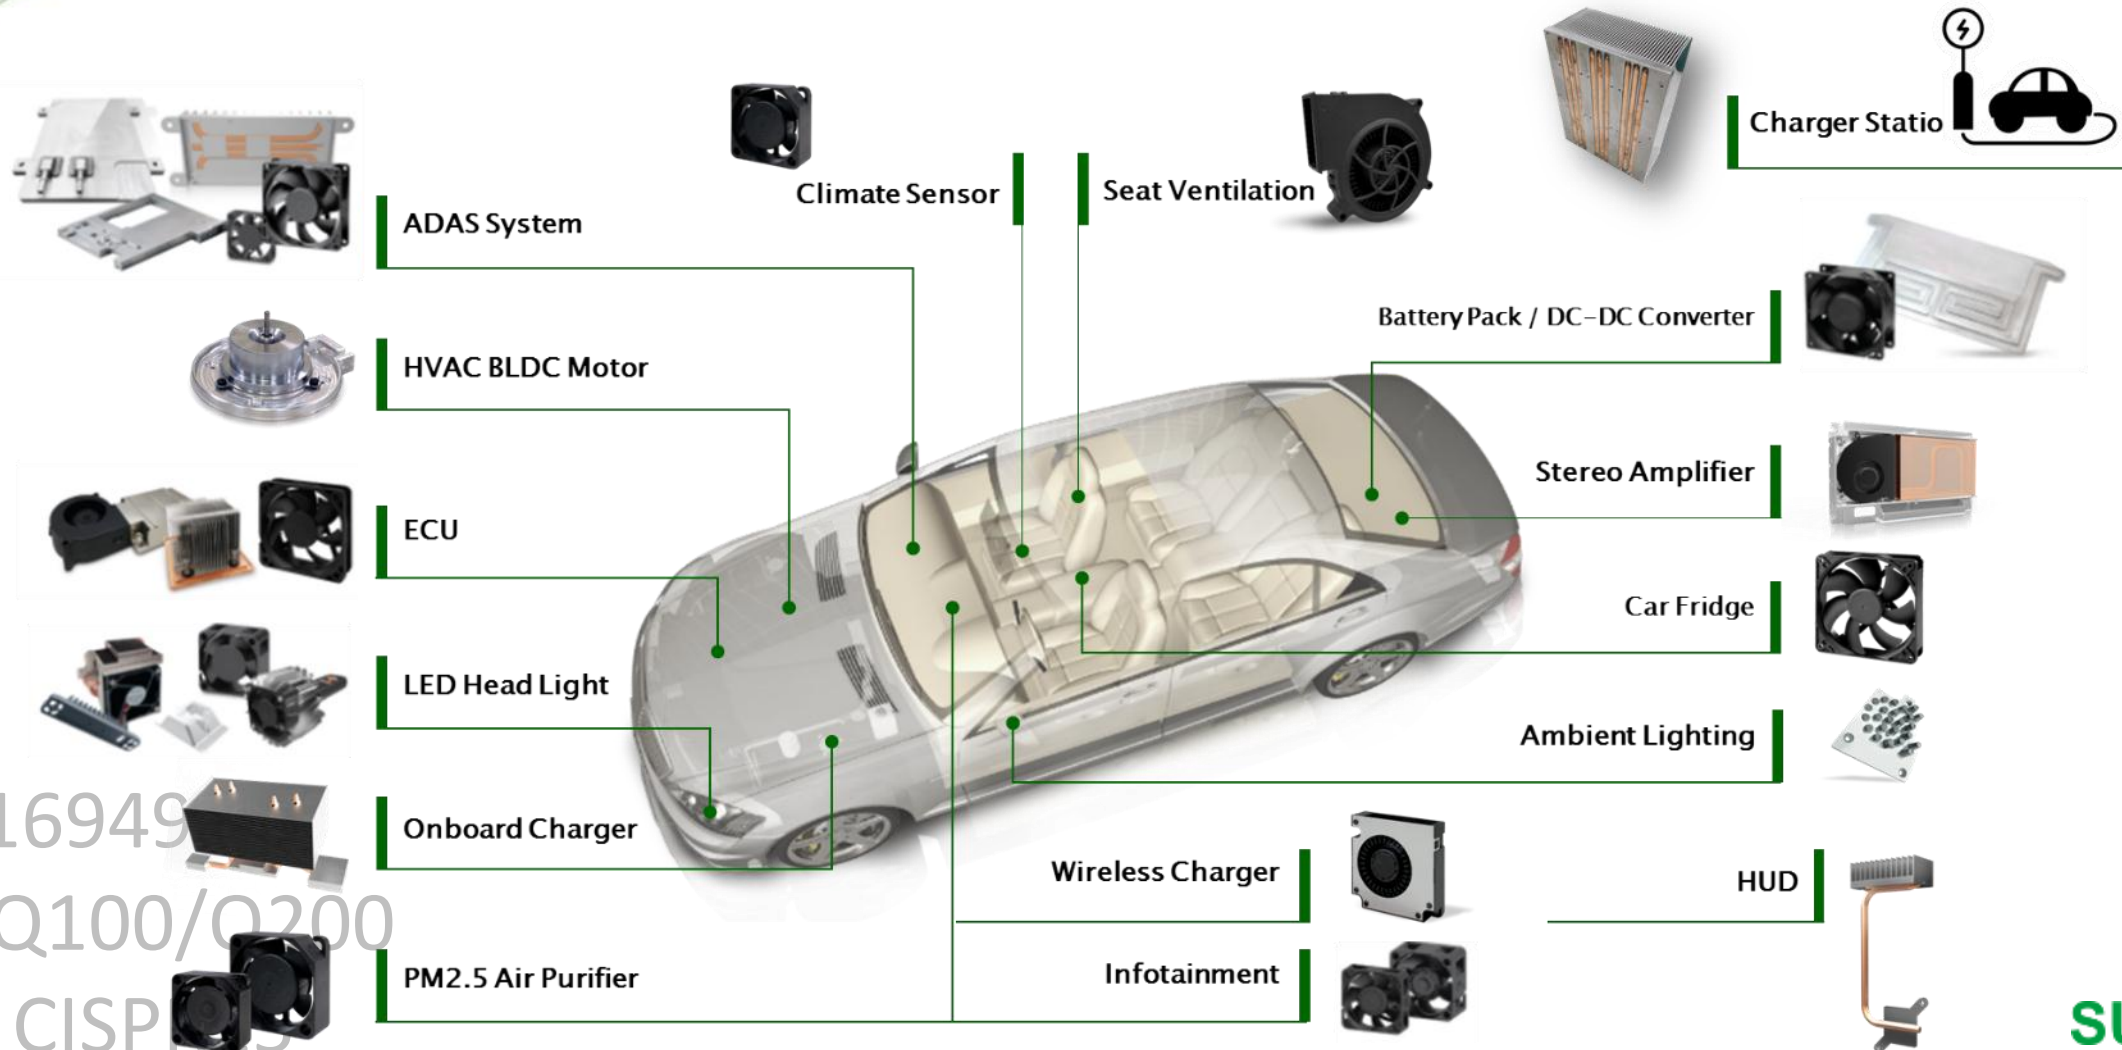 Charger Statio
Climate Sensor
Seat Ventilation
ADAS System
Battery Pack / DC-DC Converter
HVAC BLDC Motor
Stereo Amplifier
ECU
Car Fridge
LED Head Light
Ambient Lighting
16949
Onboard Charger
Wireless Charger
HUD
Q100/Q200
PM2.5 Air Purifier
Infotainment
CISP
SU